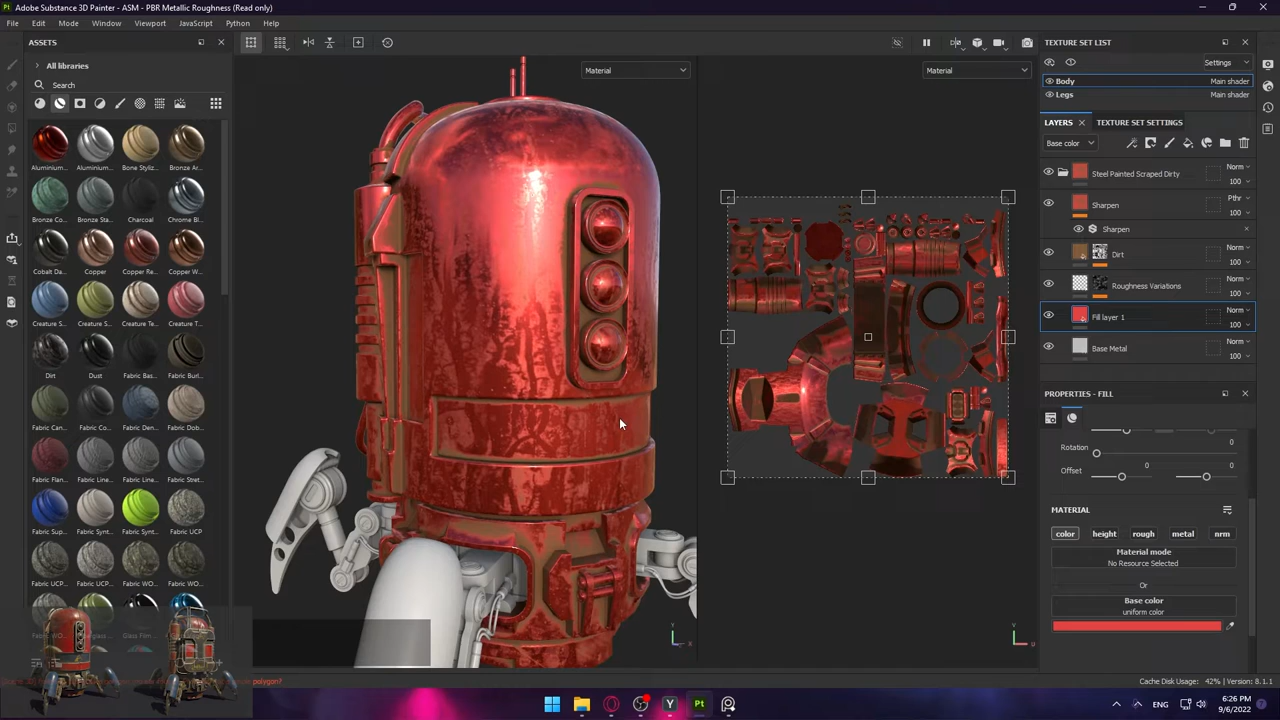 Pt Adobe Substance 3D Painter - ASM - PBR Metallic Roughness (Read only)
File Edit Mode Window Viewport JavaScript Python Help
ASSETS
All libraries
Search
Aluminium... Aluminium... Bone Styliz... Bronze Ar...
Bronze Co... Bronze Sta... Charcoal Chrome Bl...
Cobalt Da... Copper Copper Re... Copper W...
Creature S... Creature S... Creature Te... Creature T...
Dirt Dust Fabric Bas... Fabric Burl...
Fabric Can... Fabric Co... Fabric Den... Fabric Dob...
Fabric Flan... Fabric Line... Fabric Line... Fabric Stret...
Fabric Sup... Fabric Synt... Fabric Synt... Fabric UCP
Fabric UCP... Fabric WO... Fabric WO... Fabric WO...
Material
Material
TEXTURE SET LIST
Settings
Body Main shader
Legs Main shader
LAYERS TEXTURE SET SETTINGS
Base color
Steel Painted Scraped Dirty Norm
100
Sharpen Pthr
100
Sharpen
Dirt Norm
100
Roughness Variations Norm
100
Fill layer 1 Norm
100
Base Metal Norm
100
PROPERTIES - FILL
Rotation 0
Offset 0 0
MATERIAL
color height rough metal nrm
Material mode
No Resource Selected
Or
Base color
uniform color
polygon?
Cache Disk Usage: 42% | Version: 8.1.1
Y Pt
ENG 6:26 PM
9/6/2022